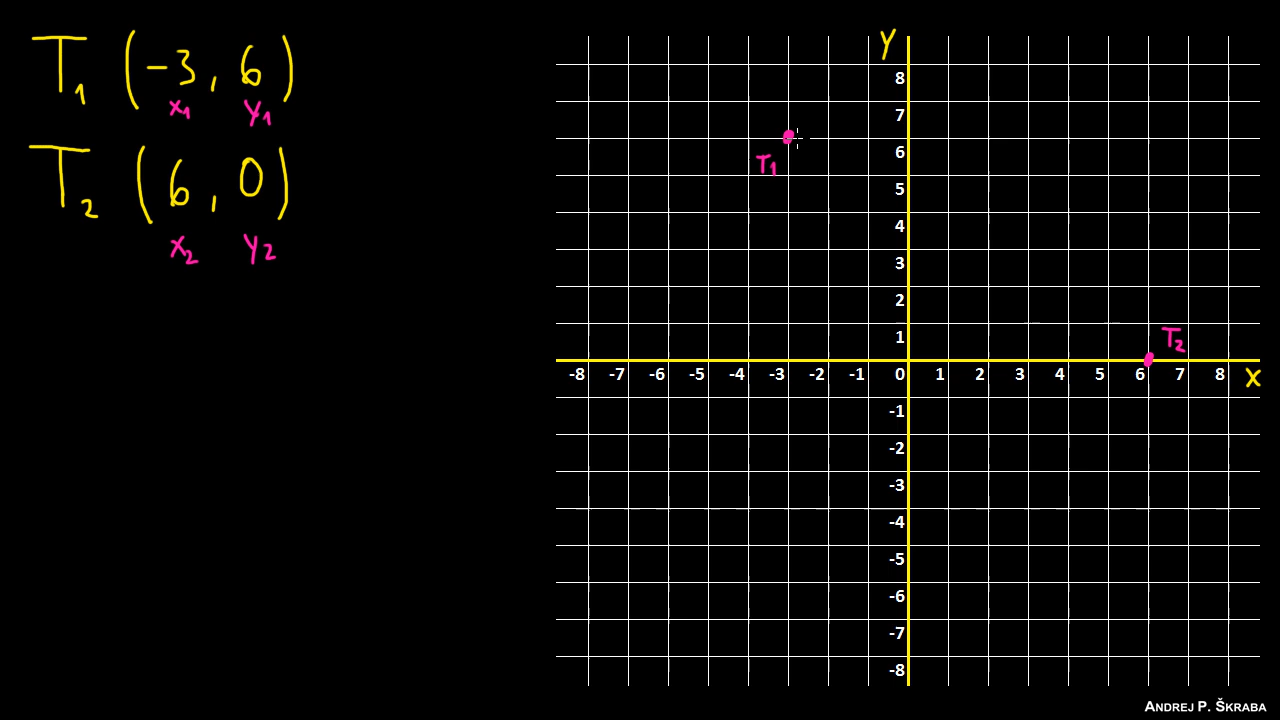 T₁ (-3, 6)
x₁ y₁
T₂ (6, 0)
x₂ y₂
Y
8
7
6
5
4
3
2
1
T₁
T₂
-8 -7 -6 -5 -4 -3 -2 -1 0 1 2 3 4 5 6 7 8 X
-1
-2
-3
-4
-5
-6
-7
-8
ANDREJ P. ŠKRABA